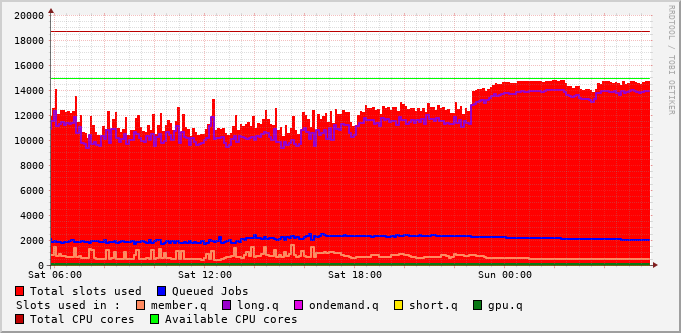 20000
18000
16000
14000
12000
10000
8000
6000
4000
2000
0
Sat 06:00 Sat 12:00 Sat 18:00 Sun 00:00
RRDTOOL / TOBI OETIKER
Total slots used Queued Jobs
Slots used in : member.q long.q ondemand.q short.q gpu.q
Total CPU cores Available CPU cores